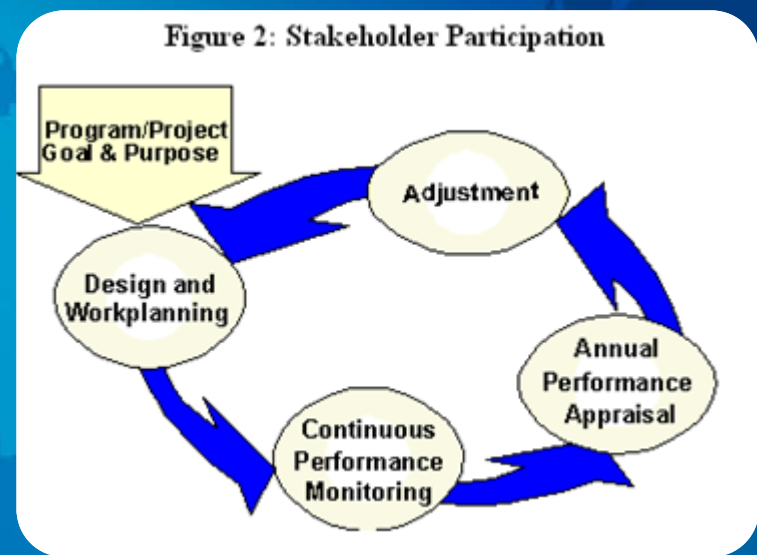 Figure 2: Stakeholder Participation
Program/Project
Goal & Purpose
Adjustment
Design and
Workplanning
Annual
Performance
Appraisal
Continuous
Performance
Monitoring